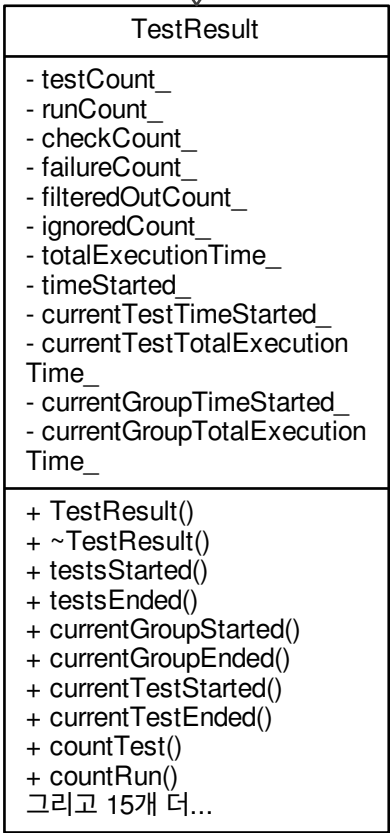 TestResult
- testCount_
- runCount_
- checkCount_
- failureCount_
- filteredOutCount_
- ignoredCount_
- totalExecutionTime_
- timeStarted_
- currentTestTimeStarted_
- currentTestTotalExecution
Time_
- currentGroupTimeStarted_
- currentGroupTotalExecution
Time_
+ TestResult()
+ ~TestResult()
+ testsStarted()
+ testsEnded()
+ currentGroupStarted()
+ currentGroupEnded()
+ currentTestStarted()
+ currentTestEnded()
+ countTest()
+ countRun()
그리고 15개 더...